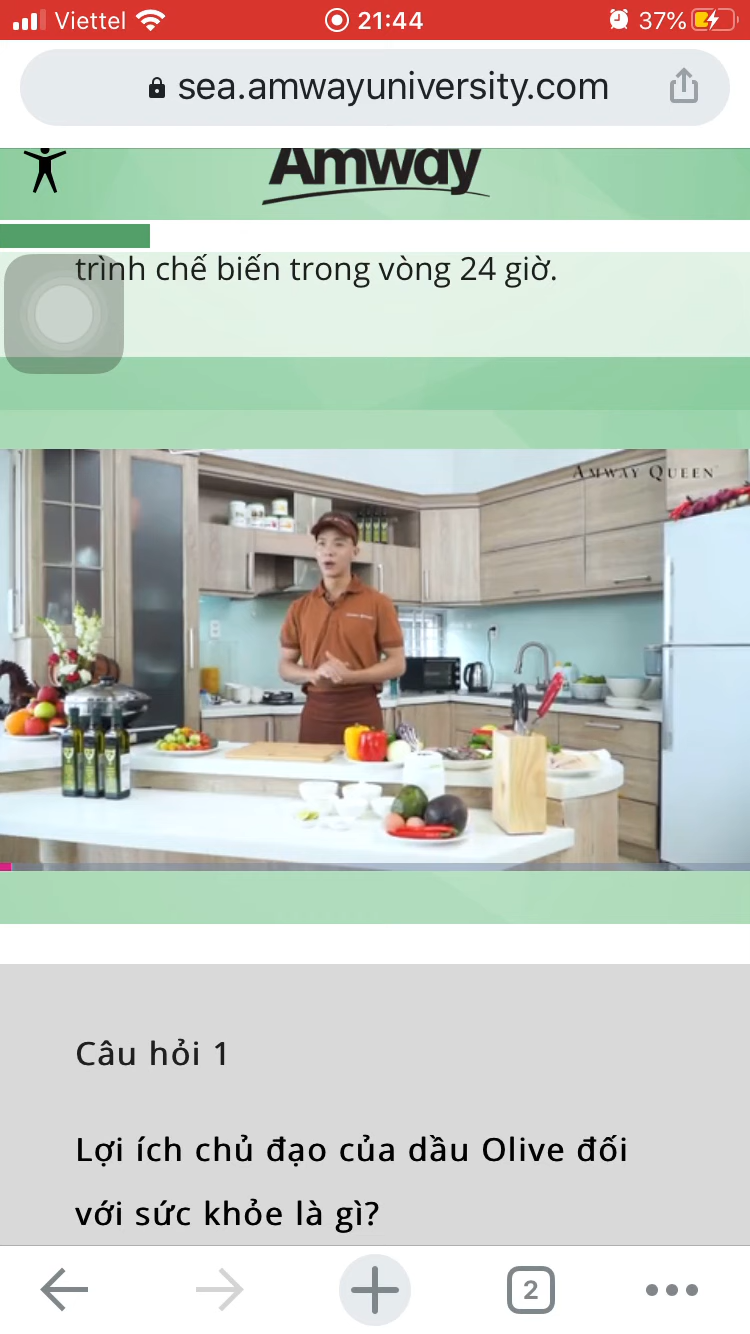 Viettel
21:44
37%
sea.amwayuniversity.com
Amway
trình chế biến trong vòng 24 giờ.
AMWAY QUEEN
Câu hỏi 1
Lợi ích chủ đạo của dầu Olive đối
với sức khỏe là gì?
2